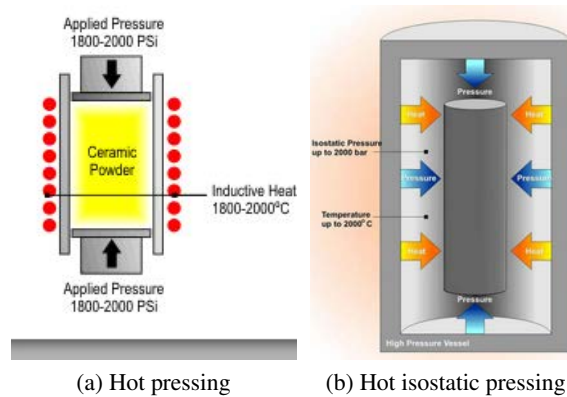 Applied Pressure
1800-2000 PSi
Ceramic
Powder
Inductive Heat
1800-2000ºC
Applied Pressure
1800-2000 PSi
(a) Hot pressing
Pressure
Heat
Heat
Isostatic Pressure
up to 2000 bar
Pressure
Pressure
Temperature
up to 2000° C
Heat
Heat
Pressure
High Pressure Vessel
(b) Hot isostatic pressing